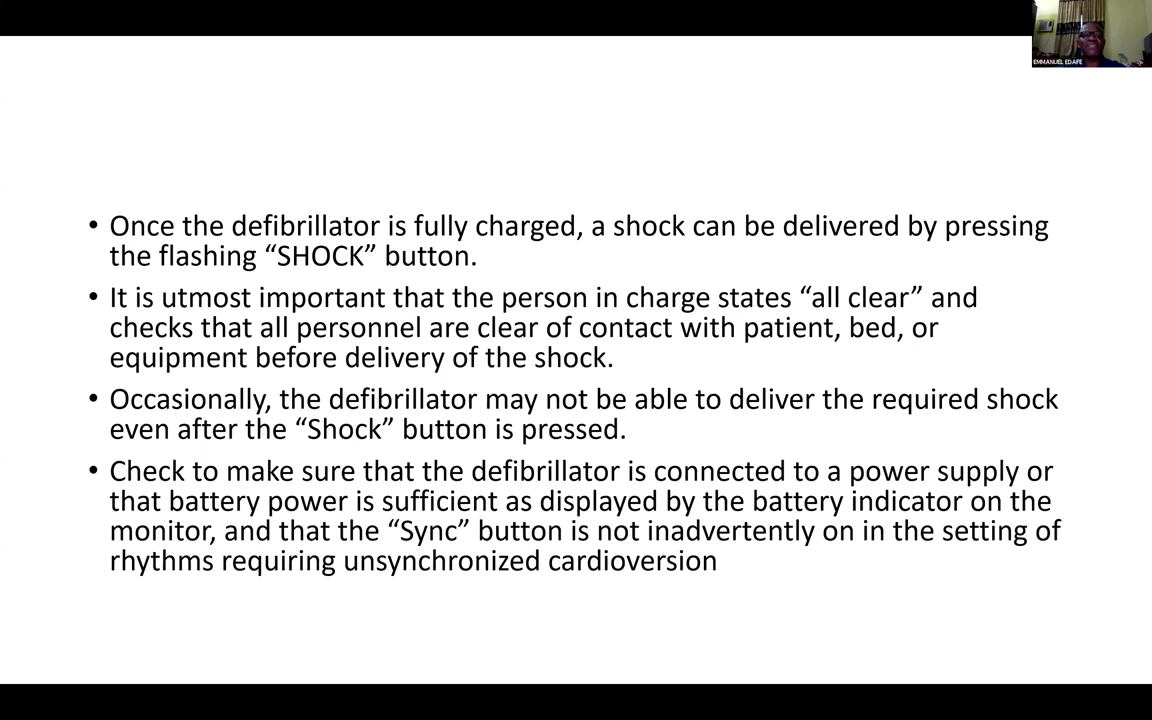 EMMANUEL EDAFE
• Once the defibrillator is fully charged, a shock can be delivered by pressing
the flashing “SHOCK” button.
• It is utmost important that the person in charge states “all clear” and
checks that all personnel are clear of contact with patient, bed, or
equipment before delivery of the shock.
• Occasionally, the defibrillator may not be able to deliver the required shock
even after the “Shock” button is pressed.
• Check to make sure that the defibrillator is connected to a power supply or
that battery power is sufficient as displayed by the battery indicator on the
monitor, and that the “Sync” button is not inadvertently on in the setting of
rhythms requiring unsynchronized cardioversion